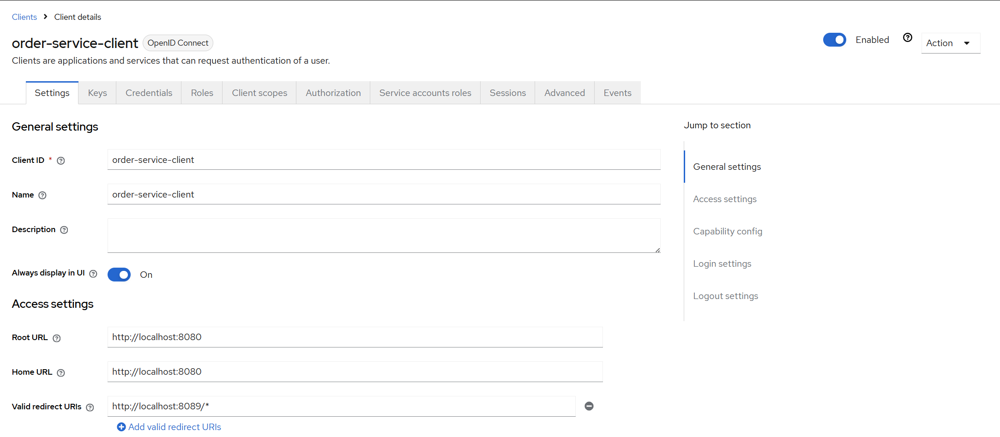 Clients > Client details
order-service-client OpenID Connect
Enabled Action
Clients are applications and services that can request authentication of a user.
Settings Keys Credentials Roles Client scopes Authorization Service accounts roles Sessions Advanced Events
General settings
Client ID *
order-service-client
Name
order-service-client
Description
Always display in UI
On
Access settings
Root URL
http://localhost:8080
Home URL
http://localhost:8080
Valid redirect URIs
http://localhost:8089/*
Add valid redirect URIs
Jump to section
General settings
Access settings
Capability config
Login settings
Logout settings